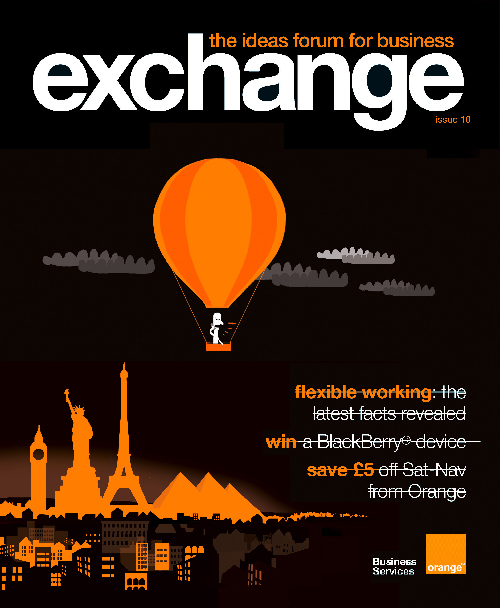 the ideas forum for business
exchange
issue 10
flexible working: the
latest facts revealed
win a BlackBerry® device
save £5 off Sat-Nav
from Orange
Business
Services
orange™